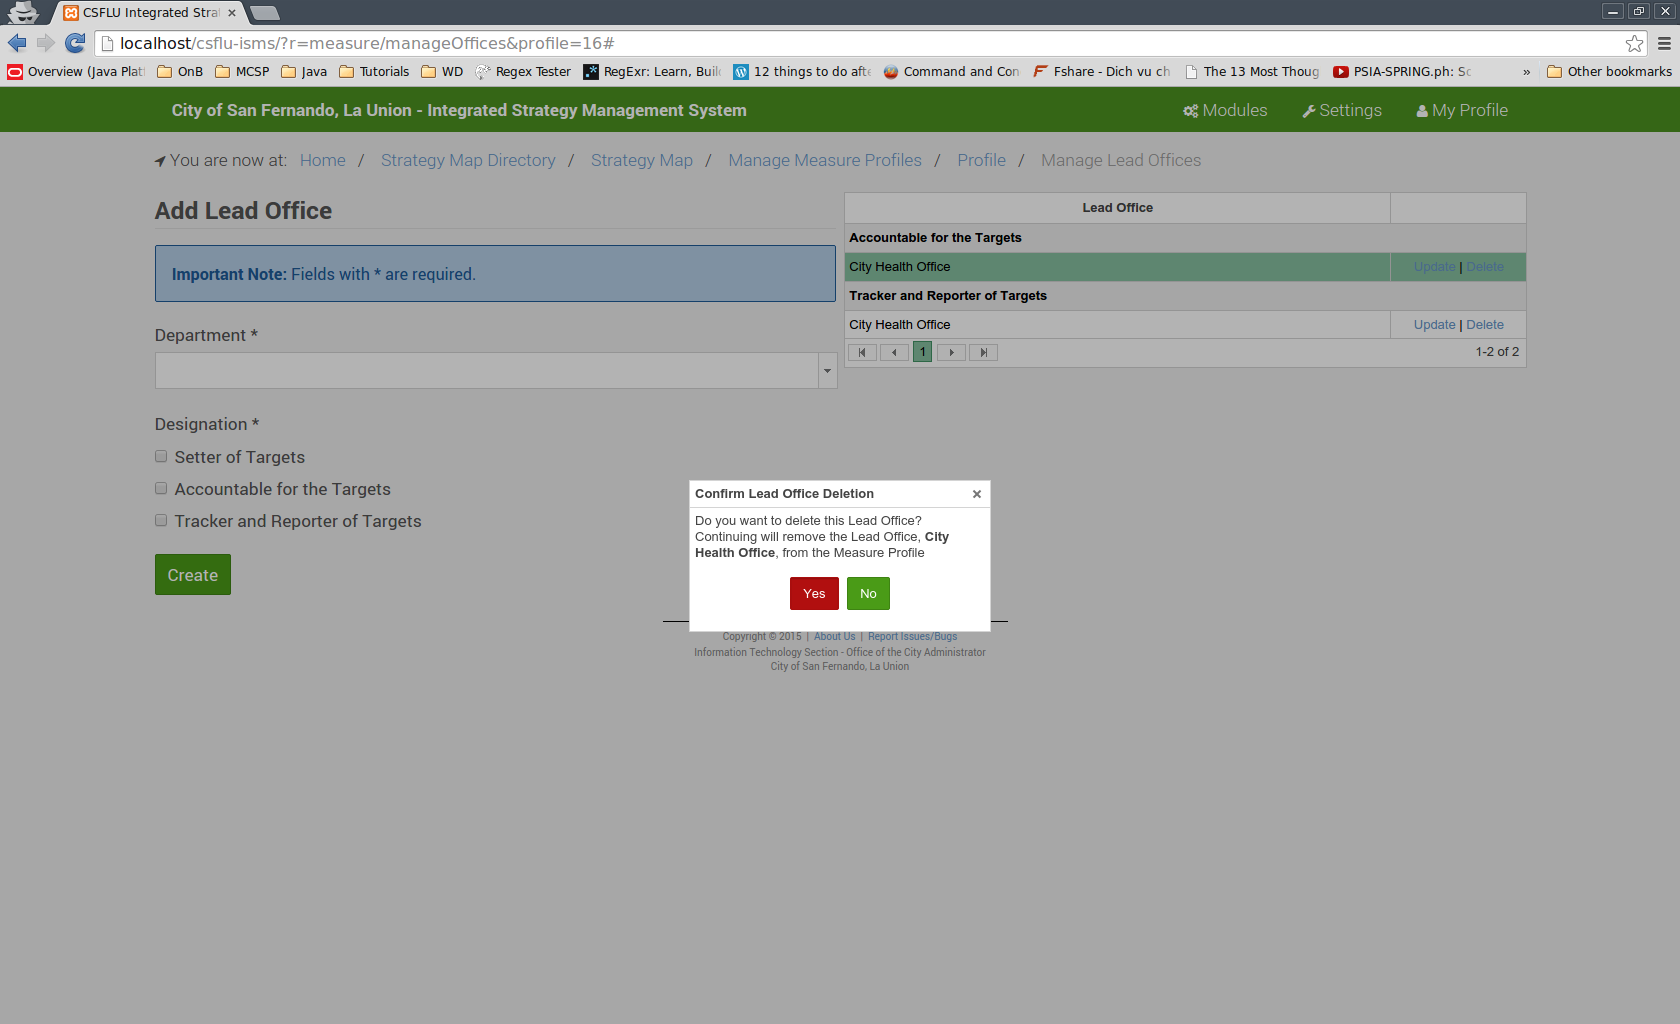 CSFLU Integrated Stra
localhost/csflu-isms/?r=measure/manageOffices&profile=16#
Overview (Java Plat OnB MCSP Java Tutorials WD Regex Tester RegExr: Learn, Buil 12 things to do afte Command and Con Fshare - Dich vu ch The 13 Most Thoug PSIA-SPRING.ph: Sc » Other bookmarks
City of San Fernando, La Union - Integrated Strategy Management System Modules Settings My Profile
You are now at: Home / Strategy Map Directory / Strategy Map / Manage Measure Profiles / Profile / Manage Lead Offices
Add Lead Office
Important Note: Fields with * are required.
Department *
Designation *
Setter of Targets
Accountable for the Targets
Tracker and Reporter of Targets
Create
Lead Office
Accountable for the Targets
City Health Office Update | Delete
Tracker and Reporter of Targets
City Health Office Update | Delete
1 1-2 of 2
Confirm Lead Office Deletion
Do you want to delete this Lead Office?
Continuing will remove the Lead Office, City
Health Office, from the Measure Profile
Yes No
Copyright © 2015 | About Us | Report Issues/Bugs
Information Technology Section - Office of the City Administrator
City of San Fernando, La Union